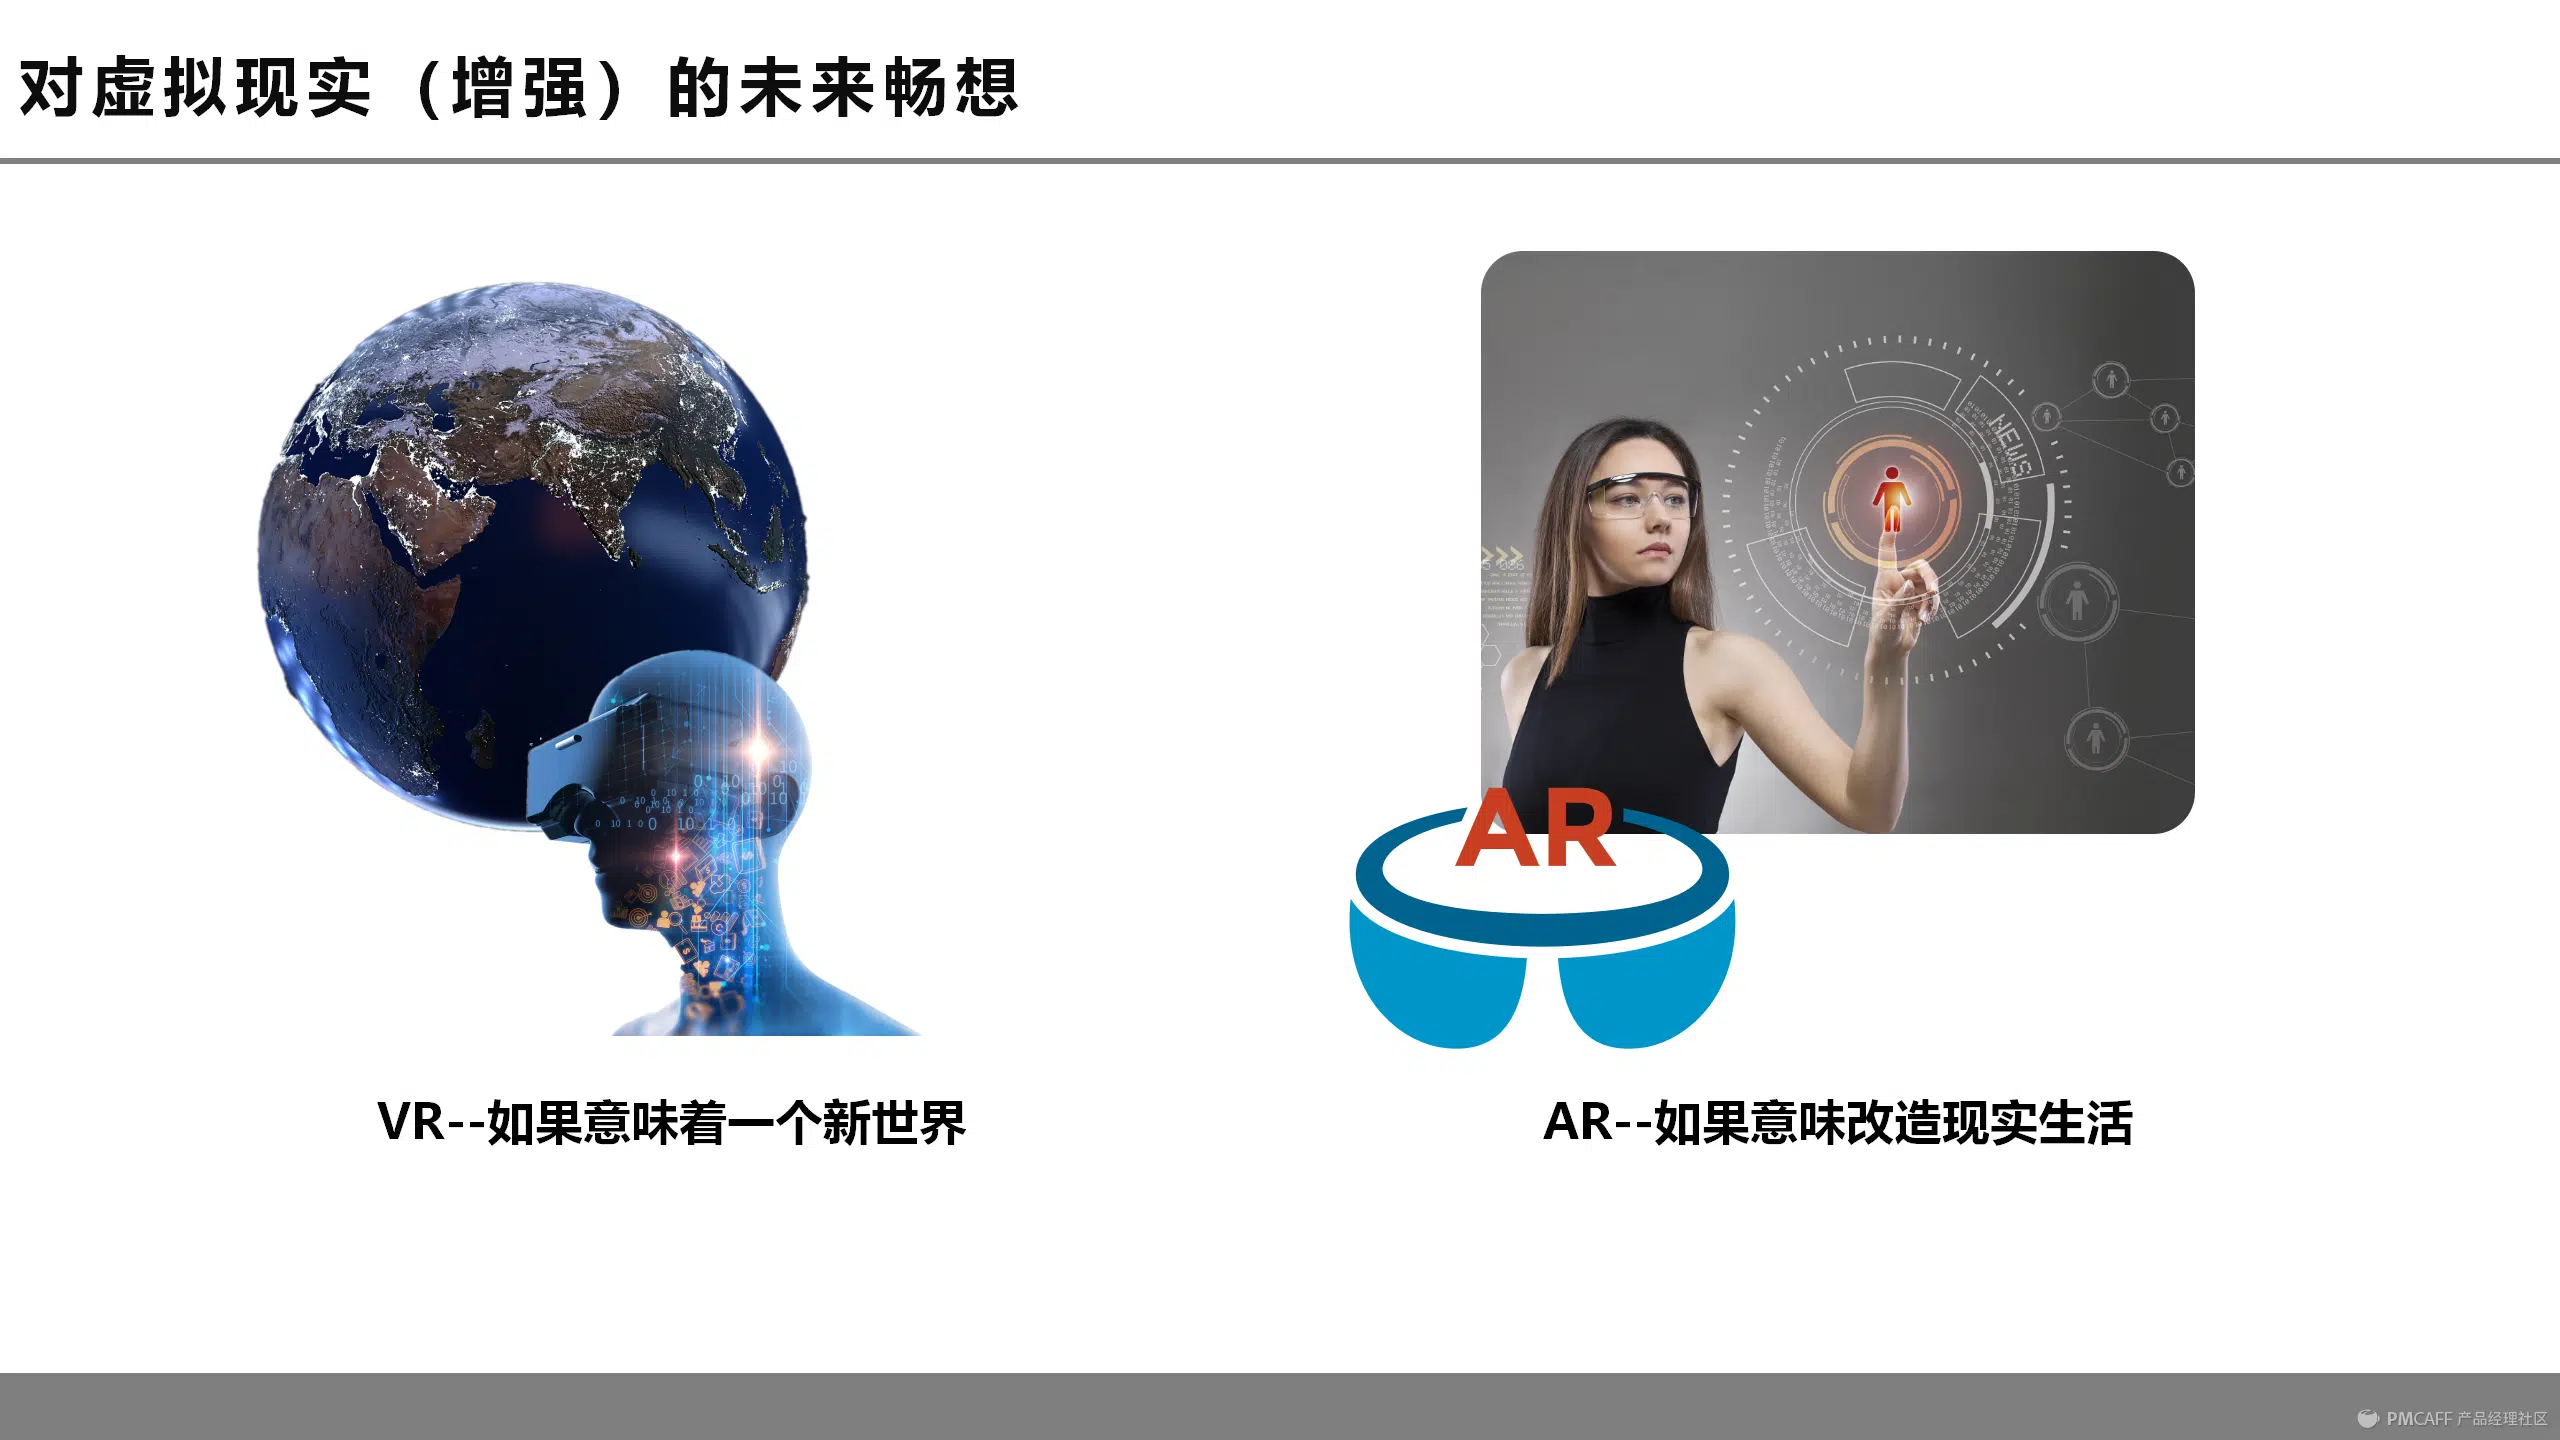 对虚拟现实（增强）的未来畅想
NEWS
AR
VR--如果意味着一个新世界
AR--如果意味改造现实生活
PMCAFF 产品经理社区